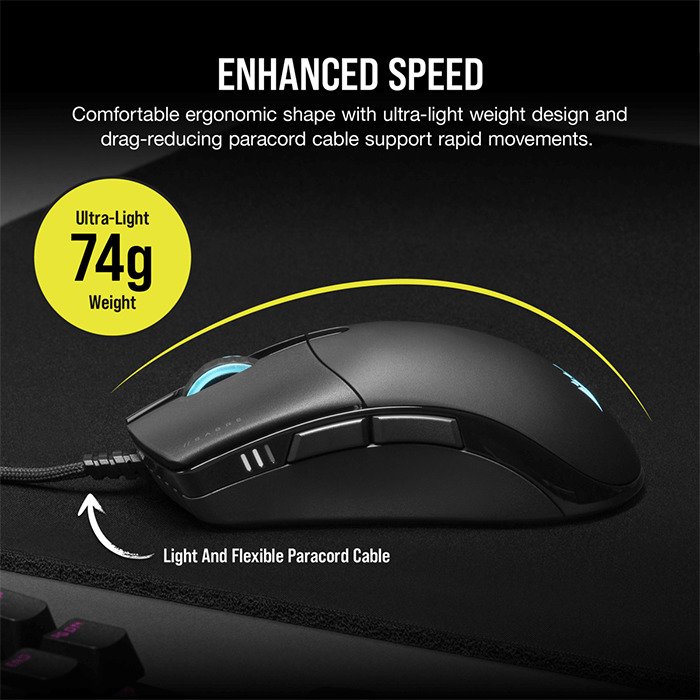 ENHANCED SPEED
Comfortable ergonomic shape with ultra-light weight design and
drag-reducing paracord cable support rapid movements.
Ultra-Light
74g
Weight
//SABRE
Light And Flexible Paracord Cable